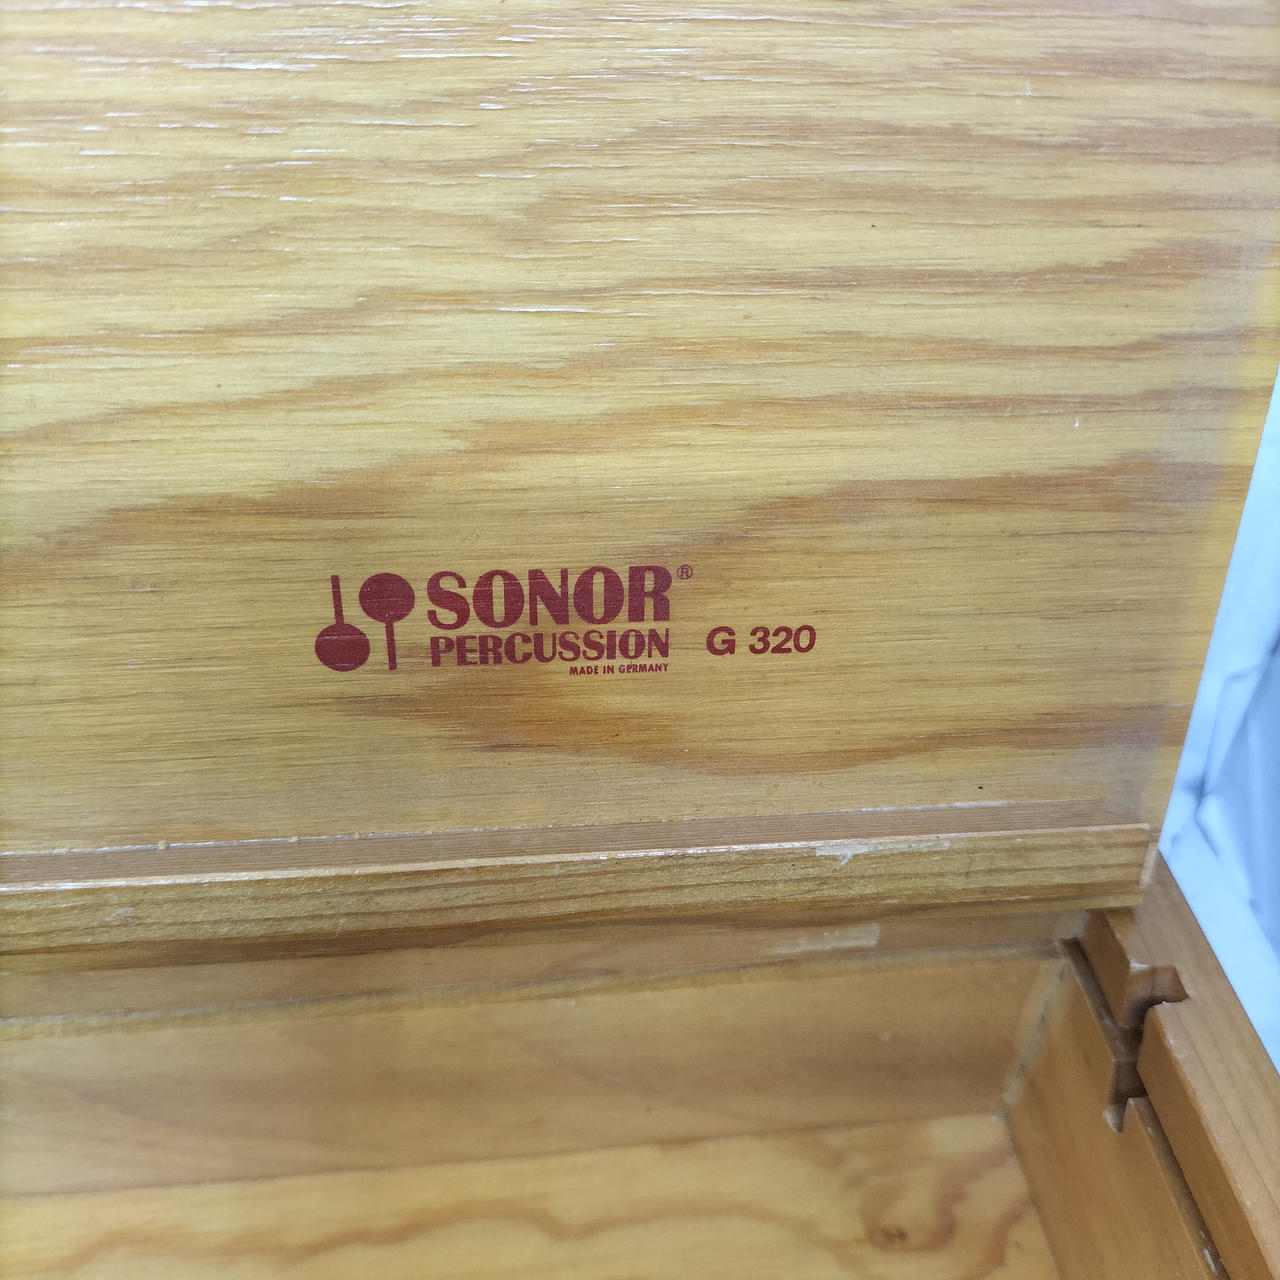 SONOR®
PERCUSSION G 320
MADE IN GERMANY